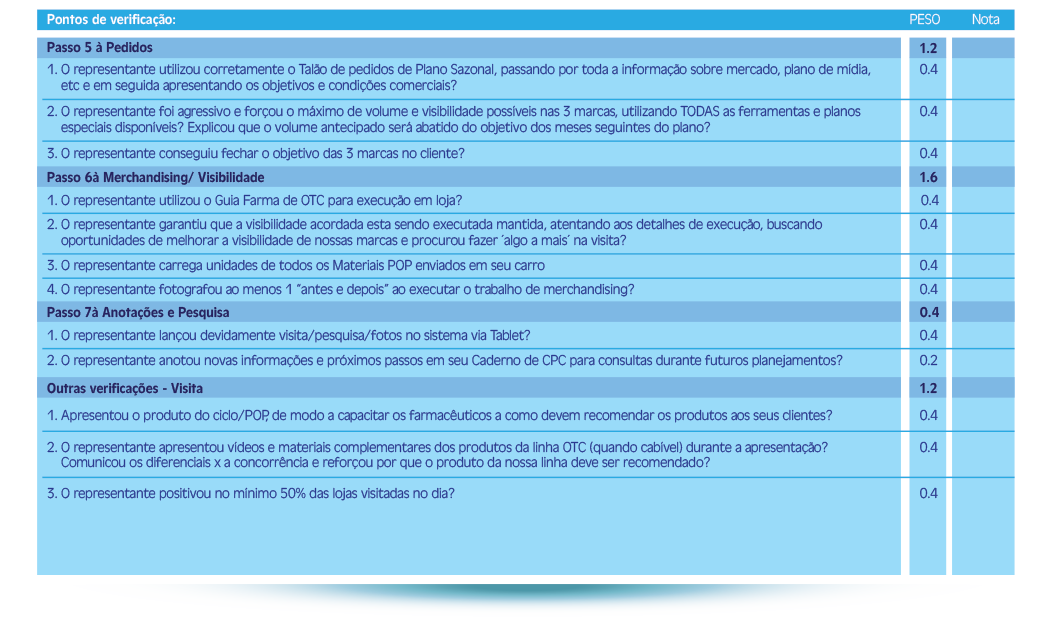 Pontos de verificação: PESO Nota
Passo 5 à Pedidos 1.2
1. O representante utilizou corretamente o Talão de pedidos de Plano Sazonal, passando por toda a informação sobre mercado, plano de mídia, 0.4
etc e em seguida apresentando os objetivos e condições comerciais?
2. O representante foi agressivo e forçou o máximo de volume e visibilidade possíveis nas 3 marcas, utilizando TODAS as ferramentas e planos 0.4
especiais disponíveis? Explicou que o volume antecipado será abatido do objetivo dos meses seguintes do plano?
3. O representante conseguiu fechar o objetivo das 3 marcas no cliente? 0.4
Passo 6à Merchandising/ Visibilidade 1.6
1. O representante utilizou o Guia Farma de OTC para execução em loja? 0.4
2. O representante garantiu que a visibilidade acordada esta sendo executada mantida, atentando aos detalhes de execução, buscando 0.4
oportunidades de melhorar a visibilidade de nossas marcas e procurou fazer ´algo a mais´ na visita?
3. O representante carrega unidades de todos os Materiais POP enviados em seu carro 0.4
4. O representante fotografou ao menos 1 "antes e depois" ao executar o trabalho de merchandising? 0.4
Passo 7à Anotações e Pesquisa 0.4
1. O representante lançou devidamente visita/pesquisa/fotos no sistema via Tablet? 0.4
2. O representante anotou novas informações e próximos passos em seu Caderno de CPC para consultas durante futuros planejamentos? 0.2
Outras verificações - Visita 1.2
1. Apresentou o produto do ciclo/POP, de modo a capacitar os farmacêuticos a como devem recomendar os produtos aos seus clientes? 0.4
2. O representante apresentou vídeos e materiais complementares dos produtos da linha OTC (quando cabível) durante a apresentação? 0.4
Comunicou os diferenciais x a concorrência e reforçou por que o produto da nossa linha deve ser recomendado?
3. O representante positivou no mínimo 50% das lojas visitadas no dia? 0.4